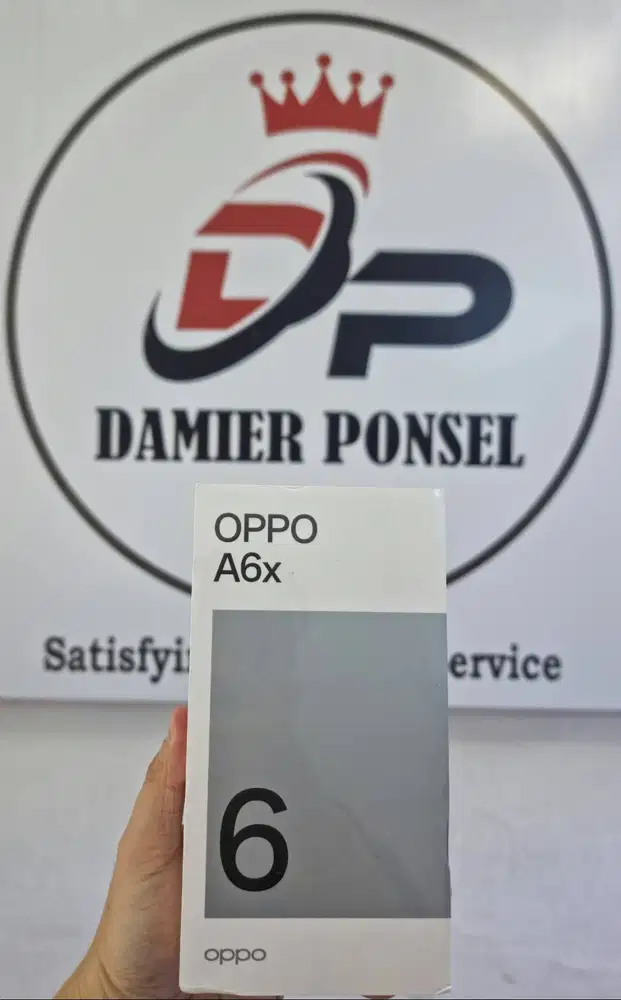 DP
DAMIER PONSEL
OPPO
A6x
Satisfyi
ervice
6
oppo